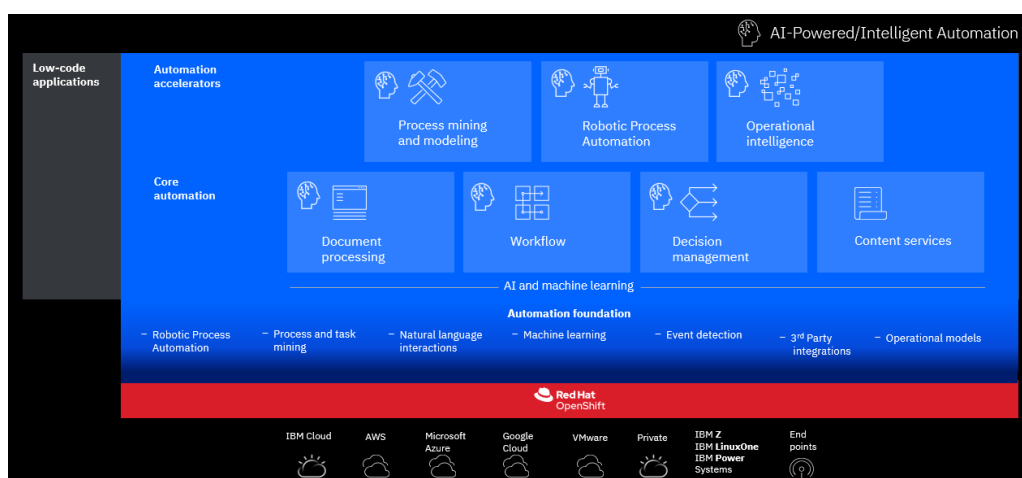 AI-Powered/Intelligent Automation
Low-code
applications
Automation
accelerators
Process mining
and modeling
Robotic Process
Automation
Operational
intelligence
Core
automation
Document
processing
Workflow
Decision
management
Content services
AI and machine learning
Automation foundation
– Robotic Process
Automation
– Process and task
mining
– Natural language
interactions
– Machine learning
– Event detection
– 3rd Party
integrations
– Operational models
Red Hat
OpenShift
IBM Cloud
AWS
Microsoft
Azure
Google
Cloud
VMware
Private
IBM Z
IBM LinuxOne
IBM Power
Systems
End
points